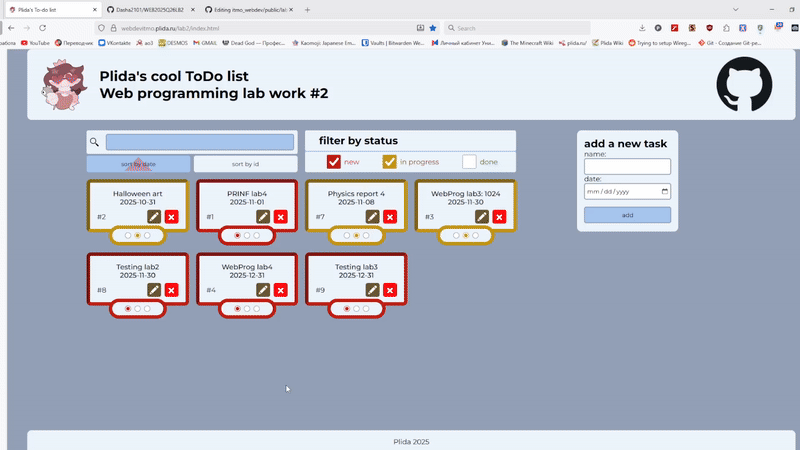 Plida's To-do list
Dasha2101/WEB2025Q26LBZ
Editing itmo_webdev/public/lab
webdevitmo.plida.ru/lab2/index.html
Search
YouTube
Переводчик
VKontakte
ach.ano
DESMOS
GMAIL
Dead God — Профес...
Kaomoji: Japanese Em...
Vaults | Bitwarden We...
Личный кабинет Уни...
The Minecraft Wiki
plida.ru/
Plida Wiki
Trying to setup Weeg...
Git - Создание Git-ре...
Plida's cool ToDo list
Web programming lab work #2
filter by status
new
in progress
done
sort by date
sort by id
add a new task
name:
date:
mm / dd / yyyy
add
Halloween art
2025-10-31
#2
PRINF lab4
2025-11-01
#1
Physics report 4
2025-11-08
#7
WebProg lab3: 1024
2025-11-30
#3
Testing lab2
2025-11-30
#8
WebProg lab4
2025-12-31
#4
Testing lab3
2025-12-31
#9
Plida 2025